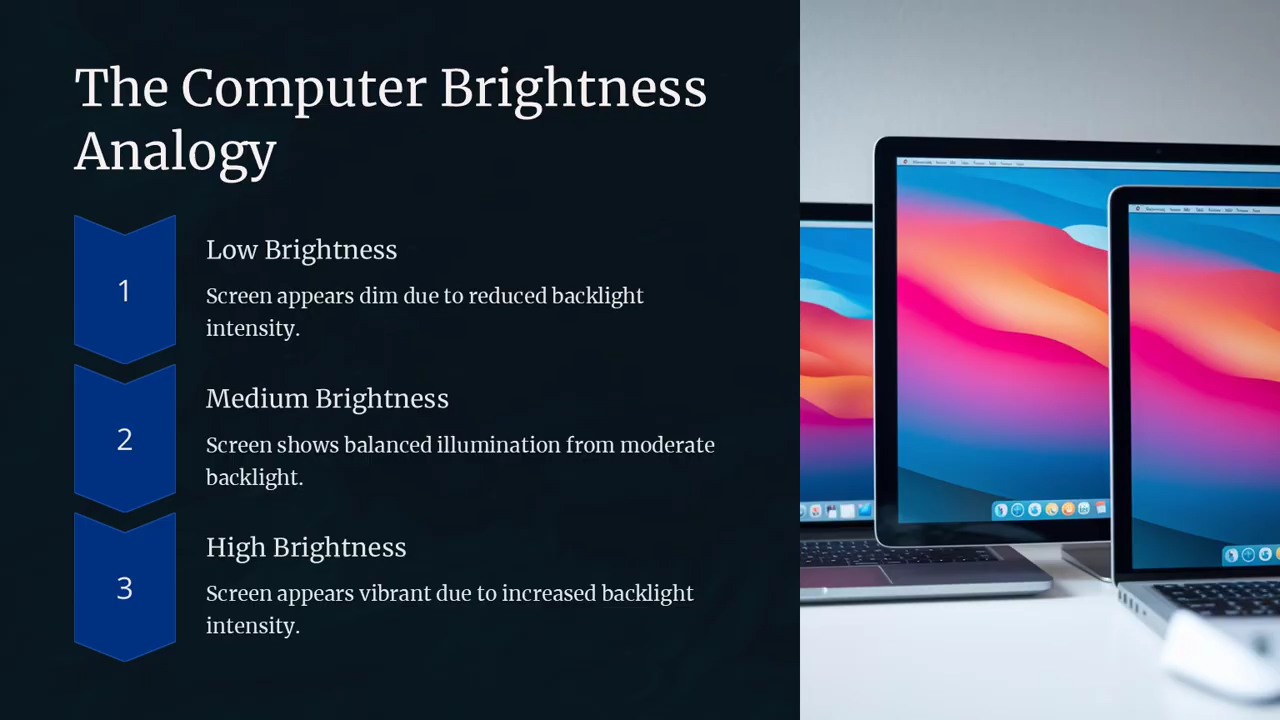 The Computer Brightness
Analogy
1
Low Brightness
Screen appears dim due to reduced backlight
intensity.
2
Medium Brightness
Screen shows balanced illumination from moderate
backlight.
3
High Brightness
Screen appears vibrant due to increased backlight
intensity.